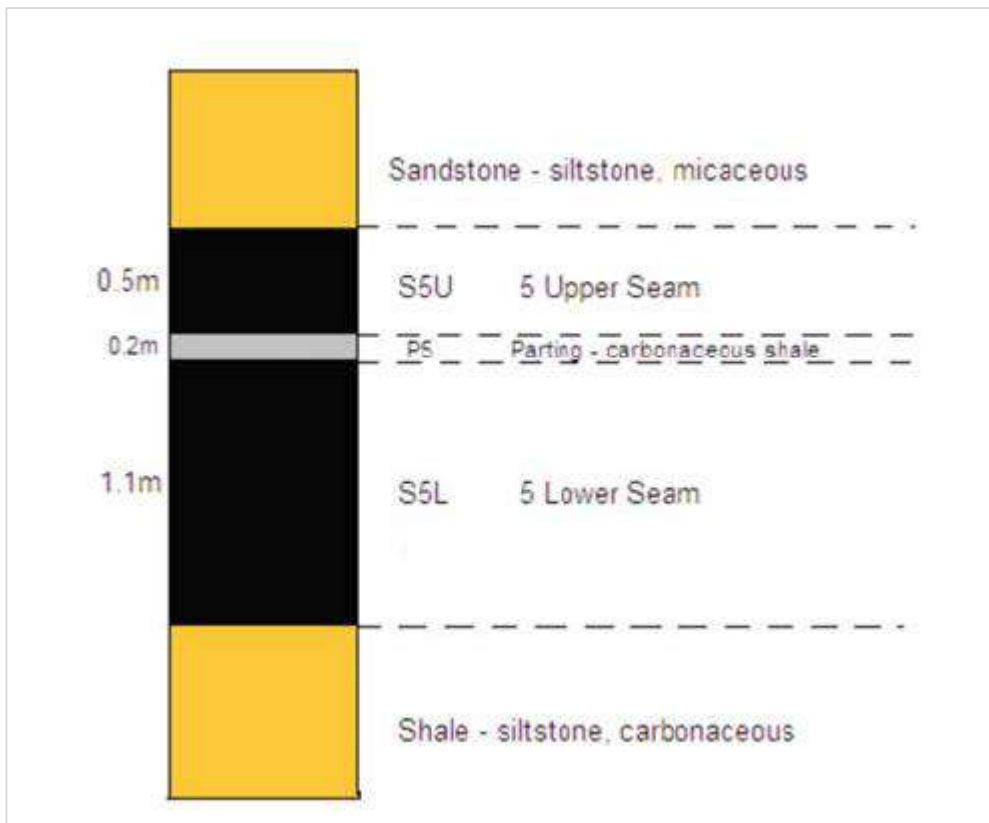 Sandstone - siltstone, micaceous
0.5m S5U 5 Upper Seam
0.2m P5 Parting - carbonaceous shale
1.1m S5L 5 Lower Seam
Shale - siltstone, carbonaceous